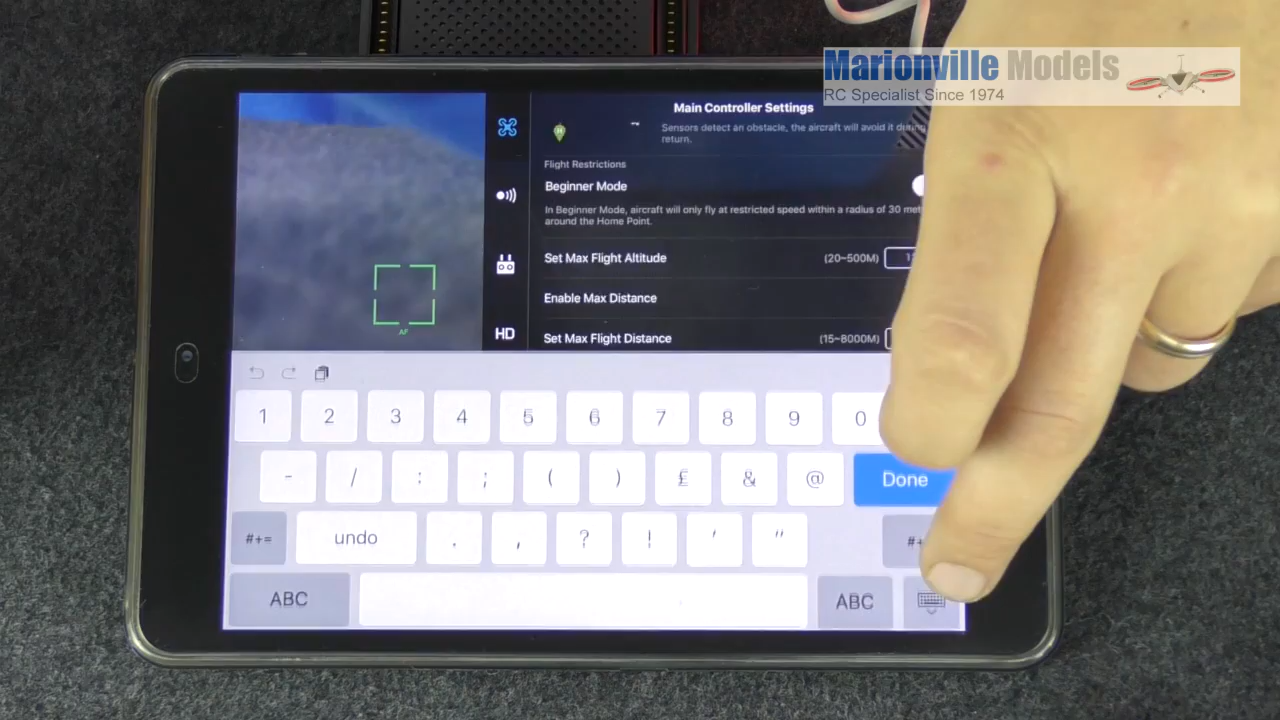 Marionville Models
RC Specialist Since 1974
Main Controller Settings
Sensors detect an obstacle, the aircraft will avoid it during
return.
H
Flight Restrictions
Beginner Mode
In Beginner Mode, aircraft will only fly at restricted speed within a radius of 30
around the Home Point.
Set Max Flight Altitude (20~500M)
Enable Max Distance
HD
Set Max Flight Distance (15~8000M)
AF
1 2 3 4 5 6 7 8 9 0
- / : ; ( ) £ & @ Done
#+= undo . , ? ! ' "
ABC ABC